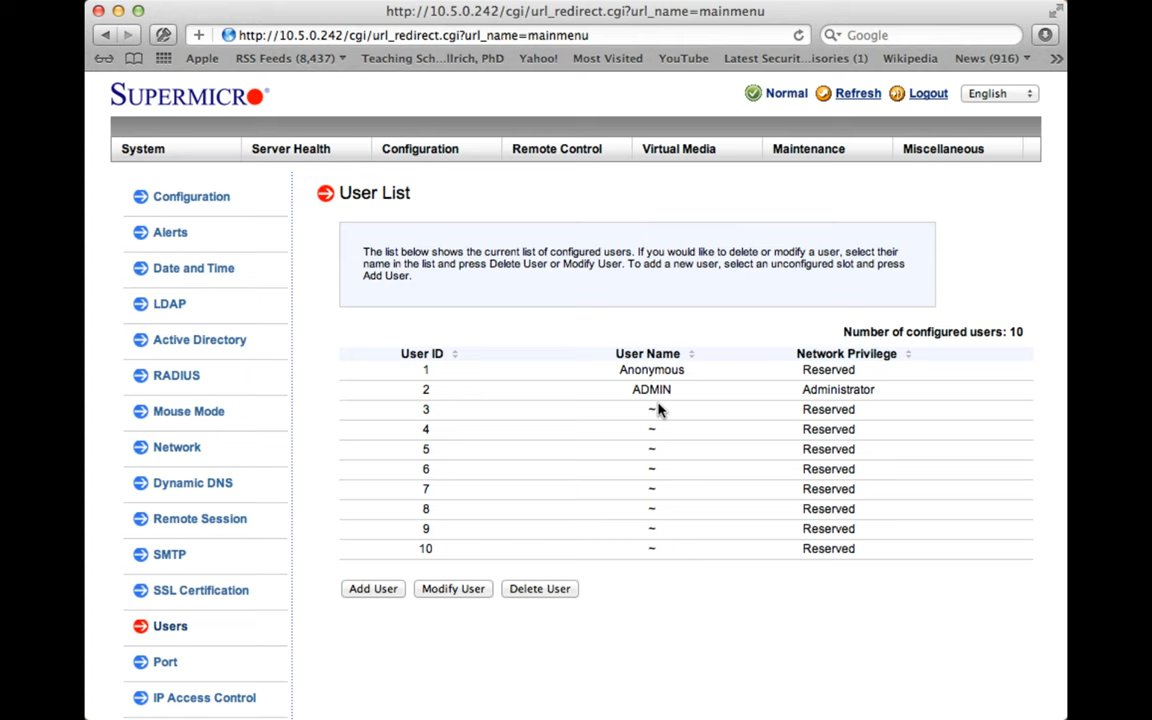 http://10.5.0.242/cgi/url_redirect.cgi?url_name=mainmenu
http://10.5.0.242/cgi/url_redirect.cgi?url_name=mainmenu
Google
Apple RSS Feeds (8,437) Teaching Sch...llrich, PhD Yahoo! Most Visited YouTube Latest Securit...isories (1) Wikipedia News (916)
SUPERMICRO
Normal Refresh Logout English
System Server Health Configuration Remote Control Virtual Media Maintenance Miscellaneous
Configuration
Alerts
Date and Time
LDAP
Active Directory
RADIUS
Mouse Mode
Network
Dynamic DNS
Remote Session
SMTP
SSL Certification
Users
Port
IP Access Control
User List
The list below shows the current list of configured users. If you would like to delete or modify a user, select their
name in the list and press Delete User or Modify User. To add a new user, select an unconfigured slot and press
Add User.
Number of configured users: 10
User ID User Name Network Privilege
1 Anonymous Reserved
2 ADMIN Administrator
3 ~ Reserved
4 ~ Reserved
5 ~ Reserved
6 ~ Reserved
7 ~ Reserved
8 ~ Reserved
9 ~ Reserved
10 ~ Reserved
Add User Modify User Delete User